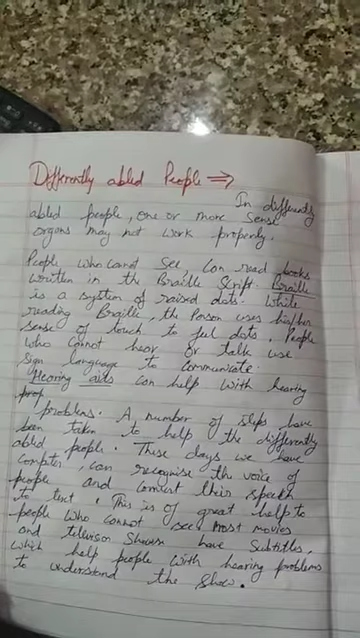 Differently abled People ⇒
In differently
abled people, one or more sense
organs may not work properly.
People who cannot see, can read books
written in the Braille Script. Braille
is a system of raised dots. While
reading Braille, the Person uses his/her
sense of touch to feel dots. People
who cannot hear or talk use
sign language to communicate.
Hearing aids can help with hearing
problems. A number of steps have
been taken to help the differently
abled people. These days we have
computer, can recognise the voice of
people and convert their speech
to text. This is of great help to
people who cannot see most movies
and television shows have subtitles,
which help people with hearing problems
to understand the show.